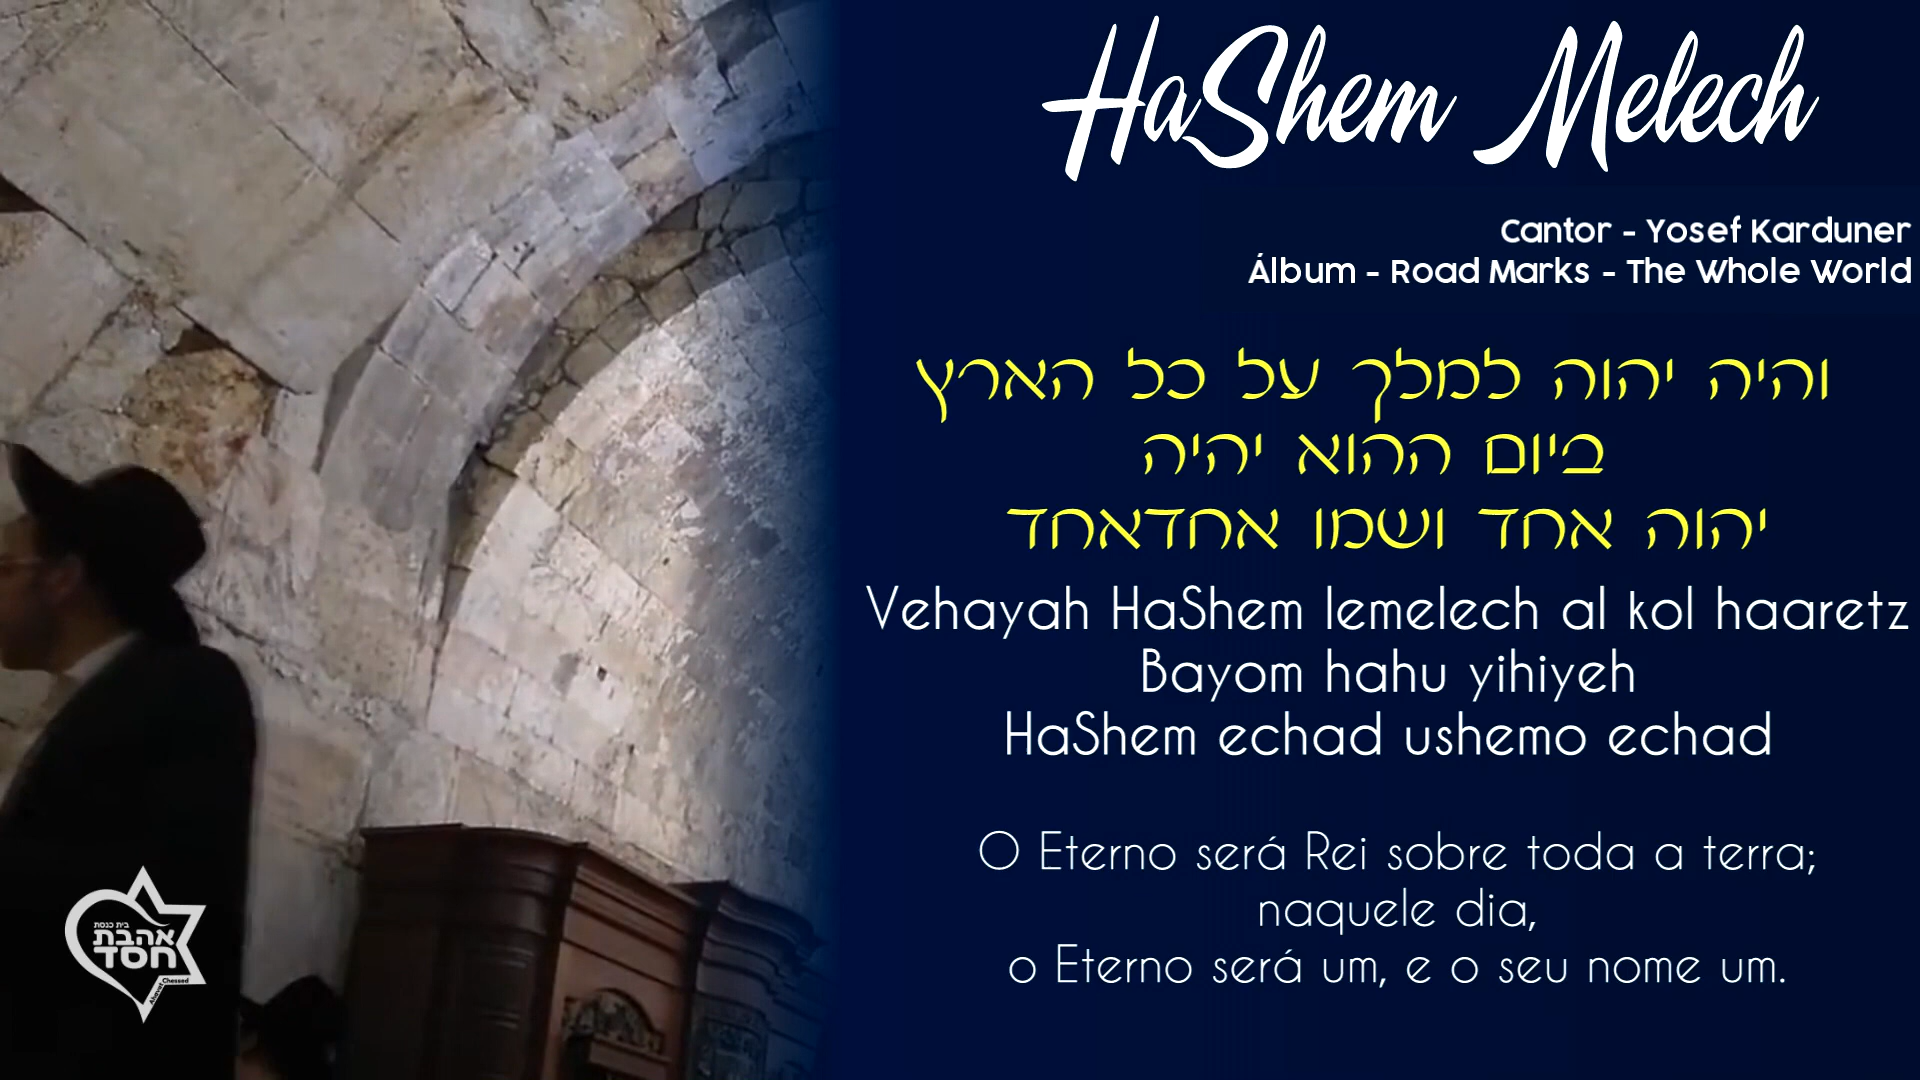 HaShem Melech
Cantor - Yosef Karduner
Álbum - Road Marks - The Whole World
והיה יהוה למלך על כל הארץ
ביום ההוא יהיה
יהוה אחד ושמו אחדאחד
Vehayah HaShem lemelech al kol haaretz
Bayom hahu yihiyeh
HaShem echad ushemo echad
O Eterno será Rei sobre toda a terra;
naquele dia,
o Eterno será um, e o seu nome um.
בית כנסת
אהבת
חסד
Ahavat Chessed